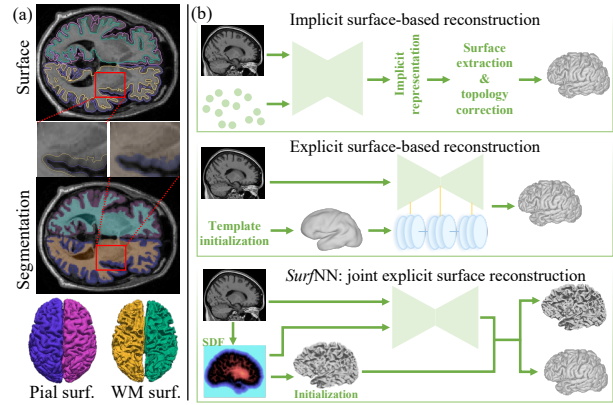 (a)
Surface
Segmentation
Pial surf. WM surf.
(b)
Implicit surface-based reconstruction
Implicit
representation
Surface
extraction
&
topology
correction
Explicit surface-based reconstruction
Template
initialization
SurfNN: joint explicit surface reconstruction
SDF
Initialization